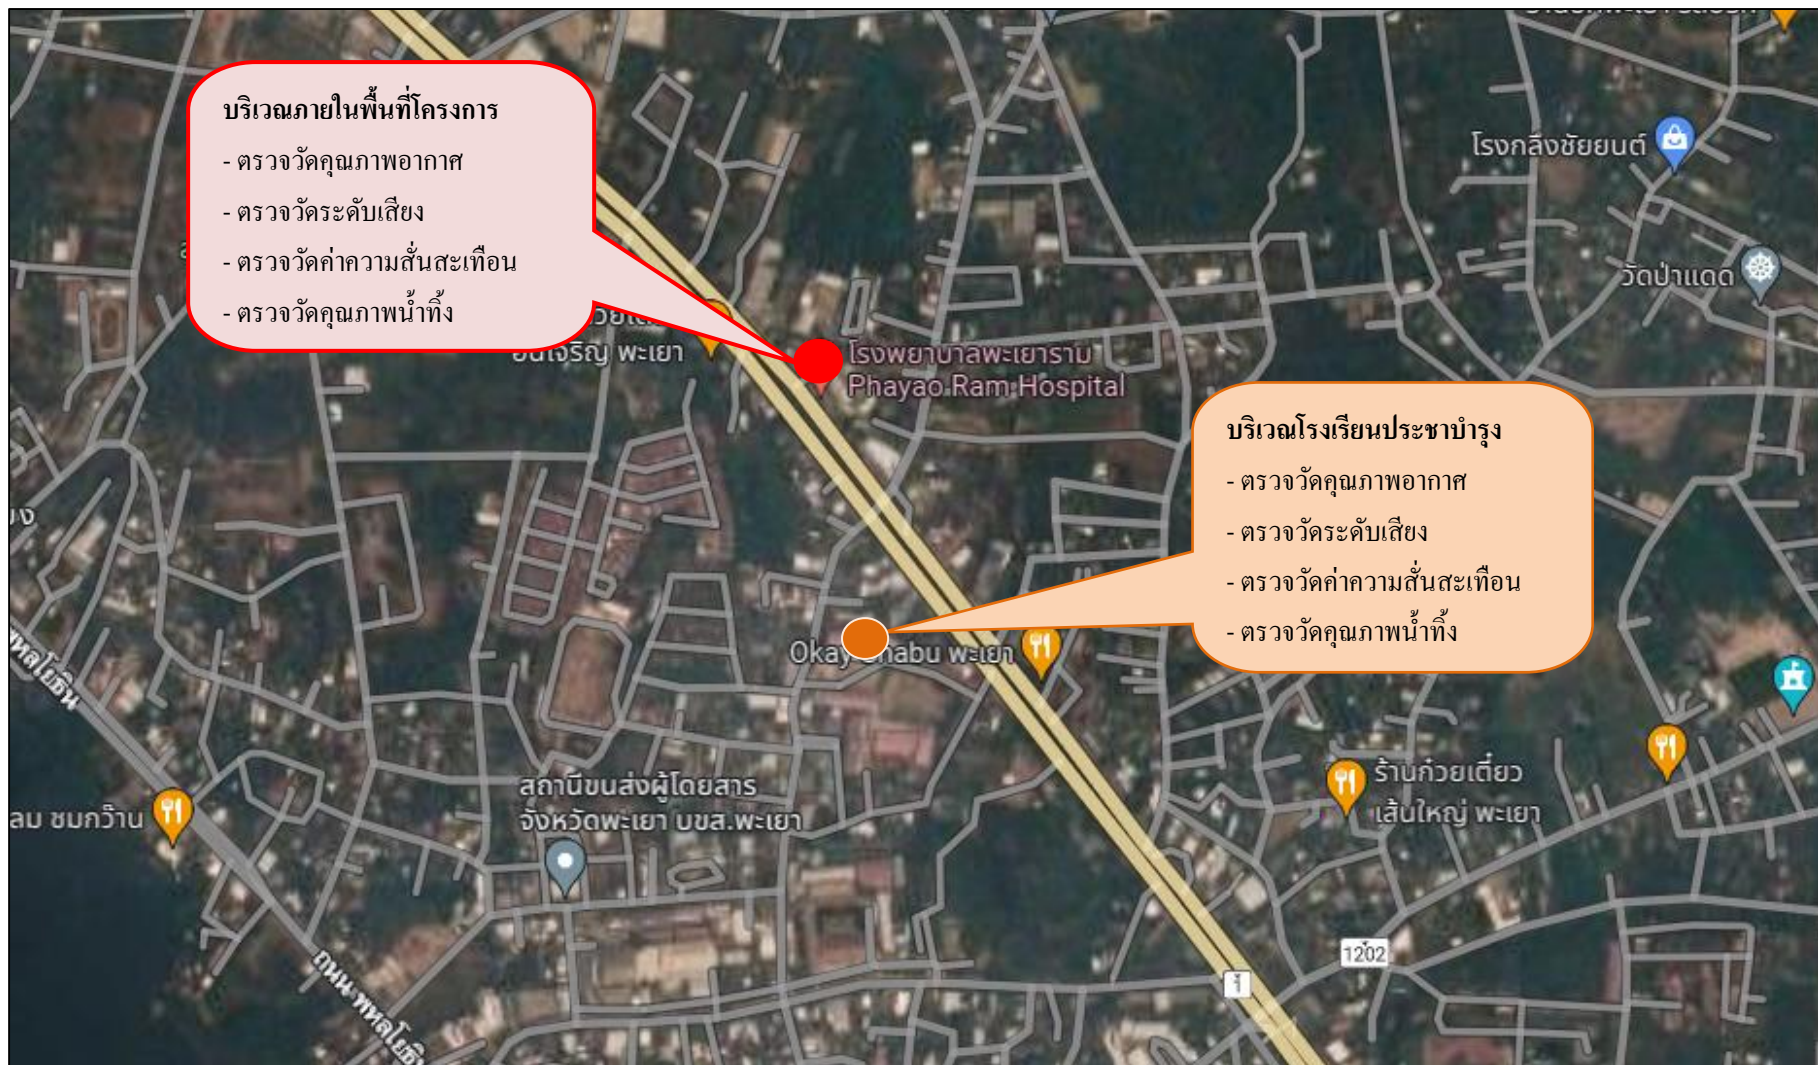 บริเวณภายในพื้นที่โครงการ
- ตรวจวัดคุณภาพอากาศ
- ตรวจวัดระดับเสียง
- ตรวจวัดค่าความสั่นสะเทือน
- ตรวจวัดคุณภาพน้ำทิ้ง
โรงกลึงชัยยนต์
วัดป่าแดด
อินเจริญ พะเยา
โรงพยาบาลพะเยาราม
Phayao Ram Hospital
บริเวณโรงเรียนประชาบำรุง
- ตรวจวัดคุณภาพอากาศ
- ตรวจวัดระดับเสียง
- ตรวจวัดค่าความสั่นสะเทือน
- ตรวจวัดคุณภาพน้ำทิ้ง
Okay Shabu พะเยา
พหลโยธิน
สถานีขนส่งผู้โดยสาร
จังหวัดพะเยา บขส.พะเยา
ร้านก๋วยเตี๋ยว
เส้นใหญ่ พะเยา
ลม ชมกว๊าน
1202
1
ถนน พหลโยธิ